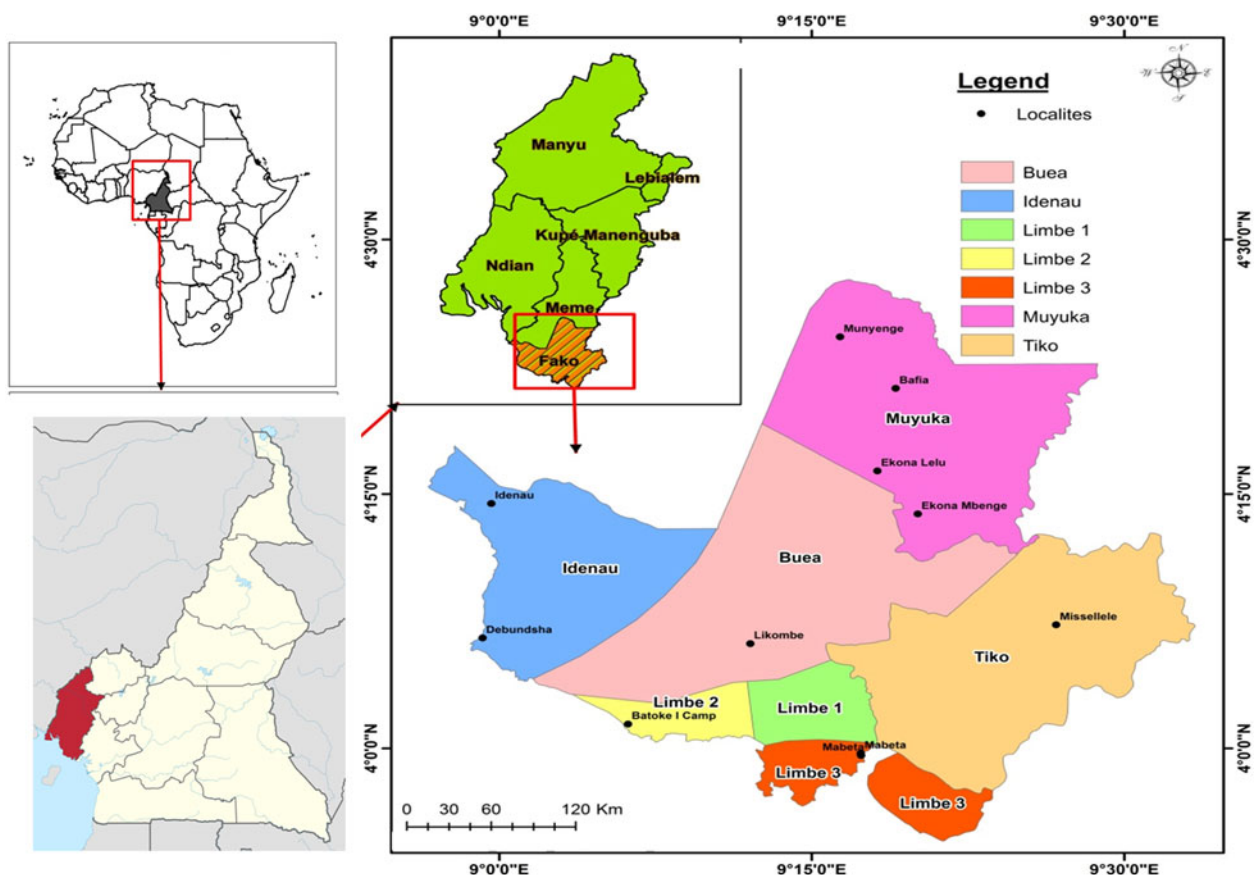 9°0'0"E
9°15'0"E
9°30'0"E
N
W
E
S
Legend
Localites
Buea
Idenau
Limbe 1
Limbe 2
Limbe 3
Muyuka
Tiko
Manyu
Lebialem
Kupé-Manenguba
Ndian
Meme
Fako
4°30'0"N
4°30'0"N
Munyenge
Bafia
Muyuka
Ekona Lelu
Ekona Mbenge
4°15'0"N
4°15'0"N
Idenau
Idenau
Buea
Debundsha
Likombe
Missellele
Tiko
Limbe 2
Batoke I Camp
Limbe 1
4°0'0"N
4°0'0"N
Mabeta
Mabeta
Limbe 3
Limbe 3
0 30 60 120 Km
9°0'0"E
9°15'0"E
9°30'0"E